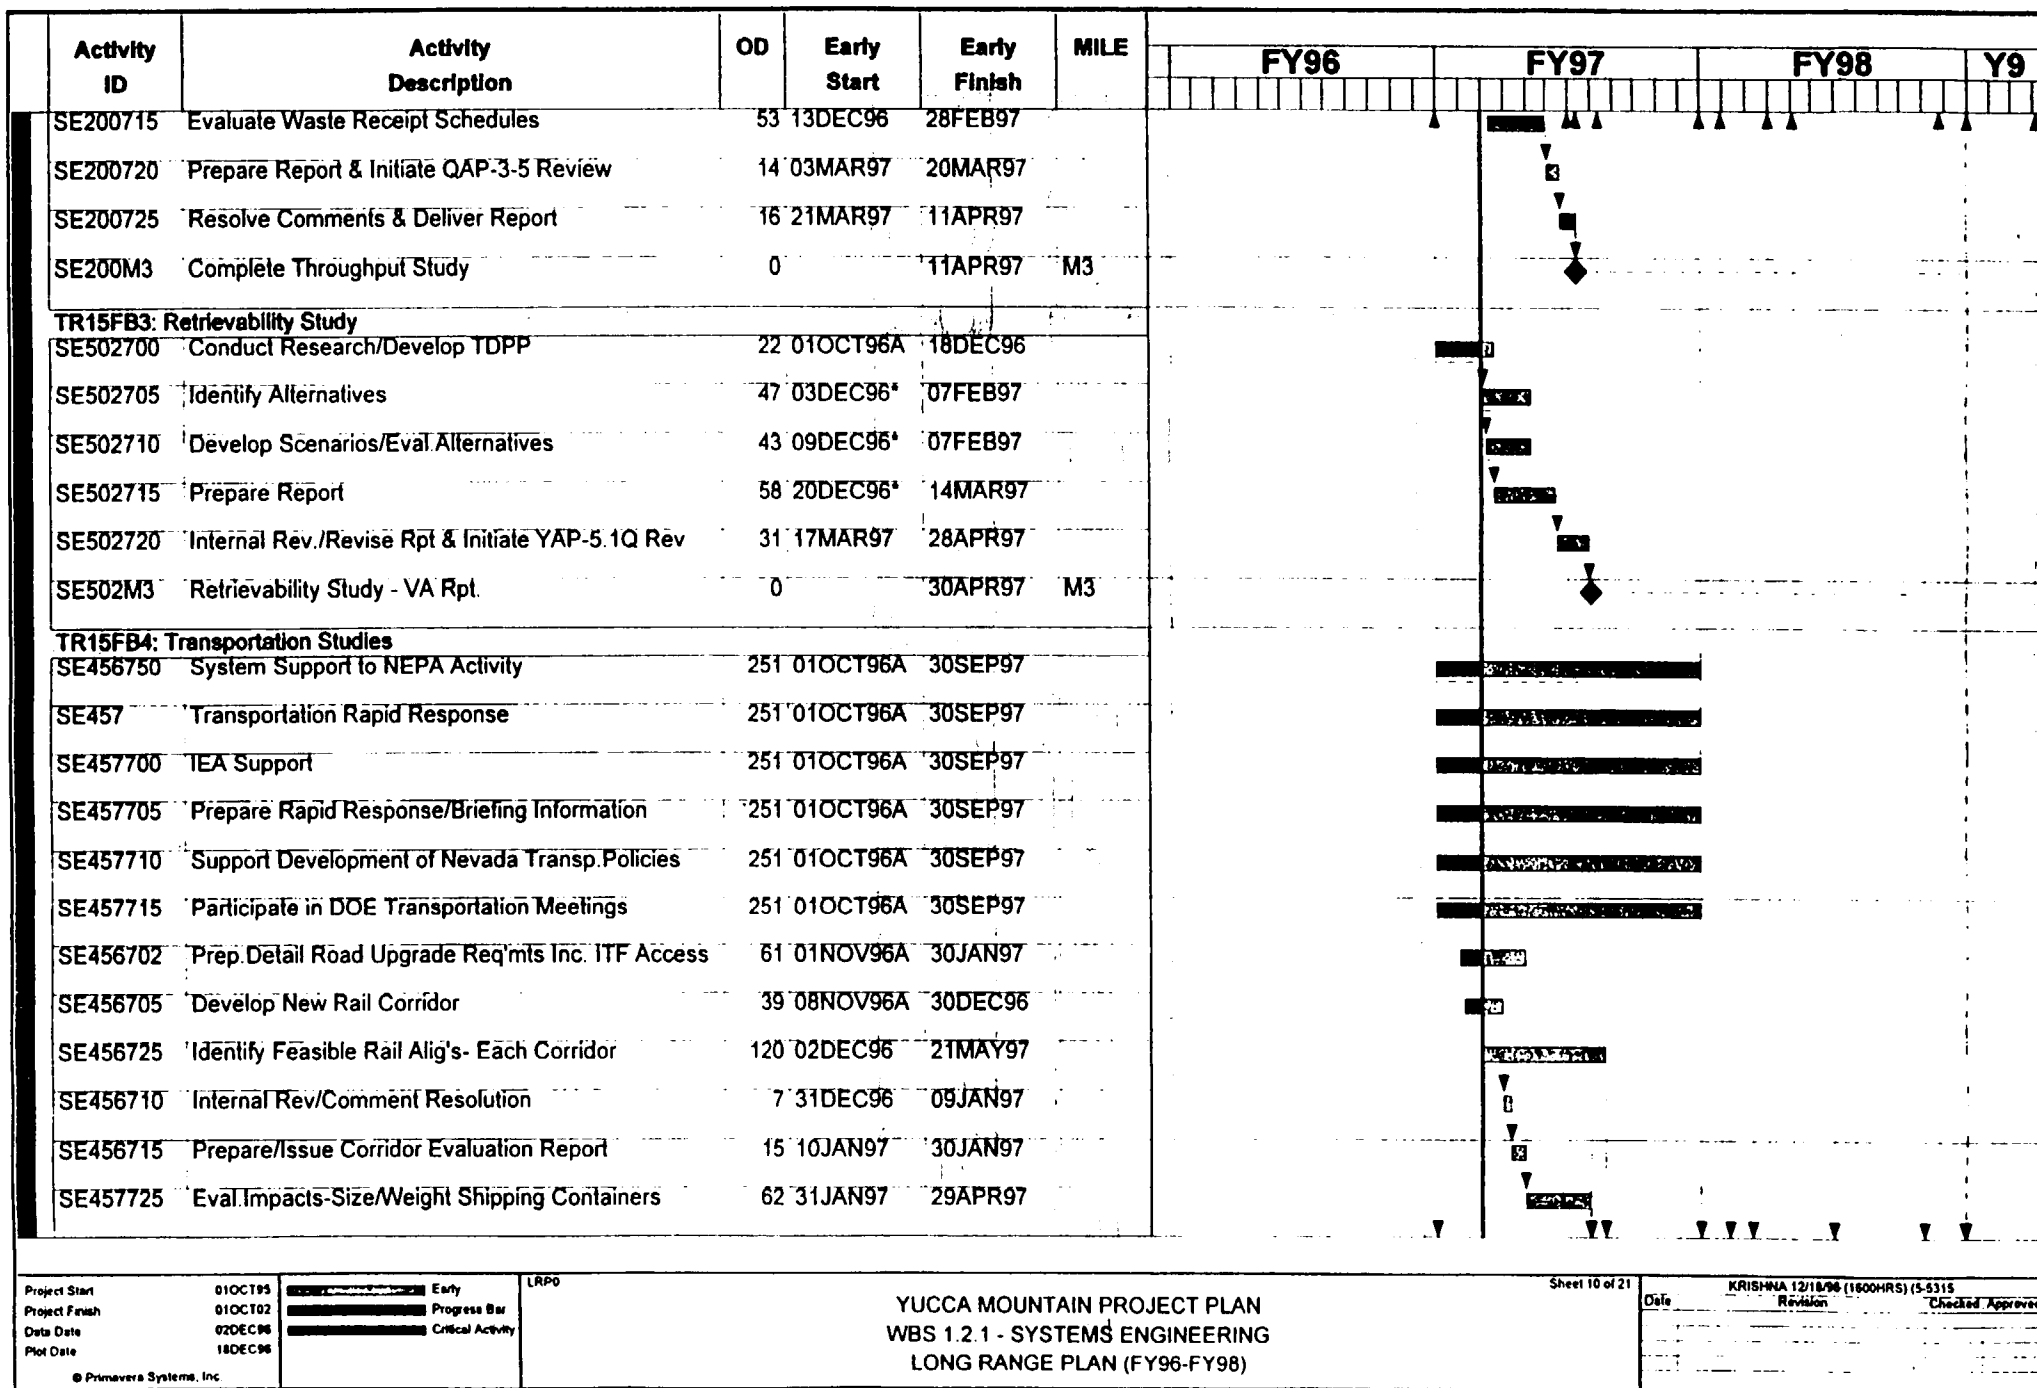 Activity ID Activity Description OD Early Start Early Finish MILE FY96 FY97 FY98 Y9
SE200715 Evaluate Waste Receipt Schedules 53 13DEC96 28FEB97
SE200720 Prepare Report & Initiate QAP-3-5 Review 14 03MAR97 20MAR97
SE200725 Resolve Comments & Deliver Report 16 21MAR97 11APR97
SE200M3 Complete Throughput Study 0 11APR97 M3
TR15FB3: Retrievability Study
SE502700 Conduct Research/Develop TDPP 22 01OCT96A 18DEC96
SE502705 Identify Alternatives 47 03DEC96* 07FEB97
SE502710 Develop Scenarios/Eval.Alternatives 43 09DEC96* 07FEB97
SE502715 Prepare Report 58 20DEC96* 14MAR97
SE502720 Internal Rev./Revise Rpt & Initiate YAP-5.1Q Rev 31 17MAR97 28APR97
SE502M3 Retrievability Study - VA Rpt. 0 30APR97 M3
TR15FB4: Transportation Studies
SE456750 System Support to NEPA Activity 251 01OCT96A 30SEP97
SE457 Transportation Rapid Response 251 01OCT96A 30SEP97
SE457700 IEA Support 251 01OCT96A 30SEP97
SE457705 Prepare Rapid Response/Briefing Information 251 01OCT96A 30SEP97
SE457710 Support Development of Nevada Transp.Policies 251 01OCT96A 30SEP97
SE457715 Participate in DOE Transportation Meetings 251 01OCT96A 30SEP97
SE456702 Prep.Detail Road Upgrade Req'mts Inc. ITF Access 61 01NOV96A 30JAN97
SE456705 Develop New Rail Corridor 39 08NOV96A 30DEC96
SE456725 Identify Feasible Rail Alig's- Each Corridor 120 02DEC96 21MAY97
SE456710 Internal Rev/Comment Resolution 7 31DEC96 09JAN97
SE456715 Prepare/Issue Corridor Evaluation Report 15 10JAN97 30JAN97
SE457725 Eval.Impacts-Size/Weight Shipping Containers 62 31JAN97 29APR97
Project Start 01OCT95
Project Finish 01OCT02
Data Date 02DEC96
Plot Date 18DEC96
© Primavera Systems, Inc.
Early
Progress Bar
Critical Activity
LRP0
YUCCA MOUNTAIN PROJECT PLAN
WBS 1.2.1 - SYSTEMS ENGINEERING
LONG RANGE PLAN (FY96-FY98)
Sheet 10 of 21
KRISHNA 12/18/96 (1600HRS) (5-5315
Date Revision Checked Approved